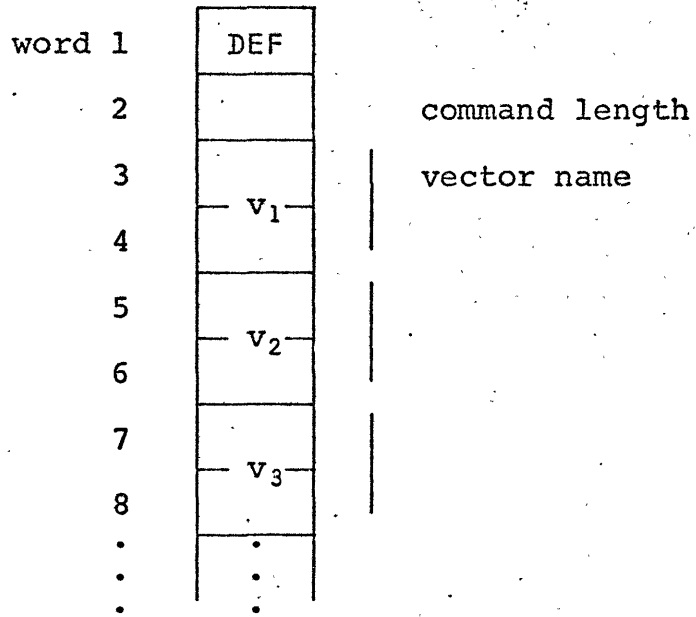 word 1 DEF
2 command length
3 vector name
v1
4
5
v2
6
7
v3
8
. .
. .
. .